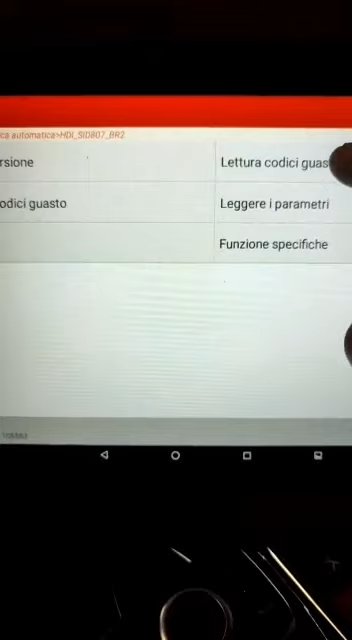 ca automatica>HDI_SID807_BR2
rsione
Lettura codici guas
odici guasto
Leggere i parametri
Funzione specifiche